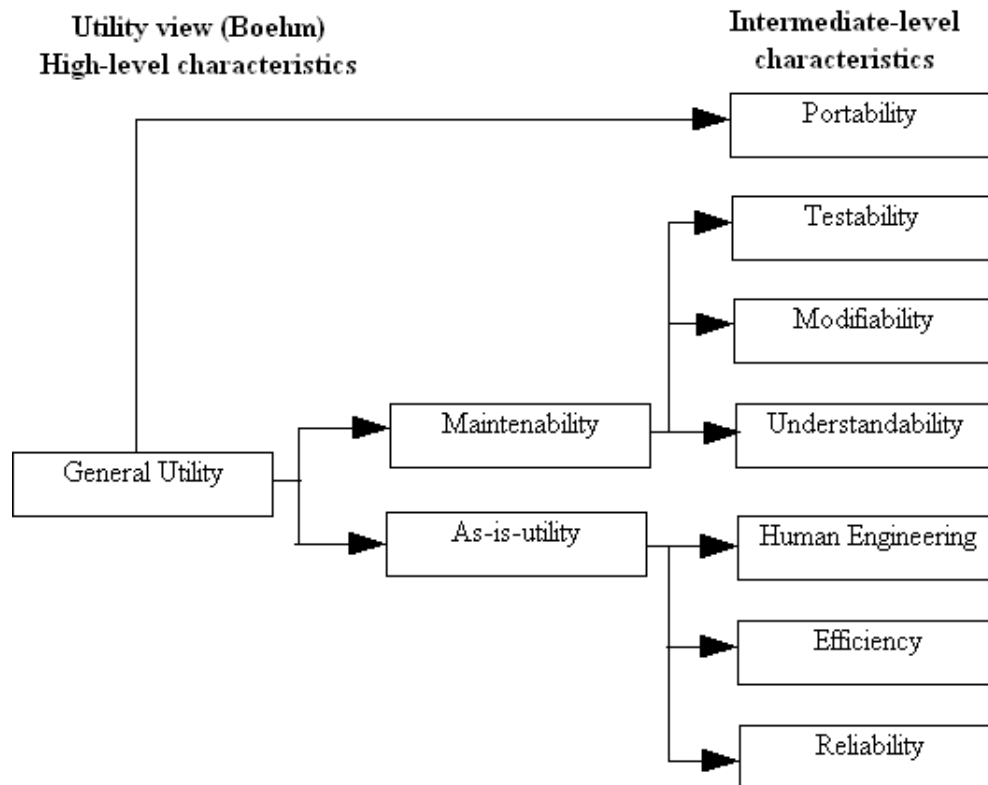 Utility view (Boehm)
High-level characteristics
Intermediate-level
characteristics
Portability
Testability
Modifiability
Maintenability
Understandability
General Utility
As-is-utility
Human Engineering
Efficiency
Reliability